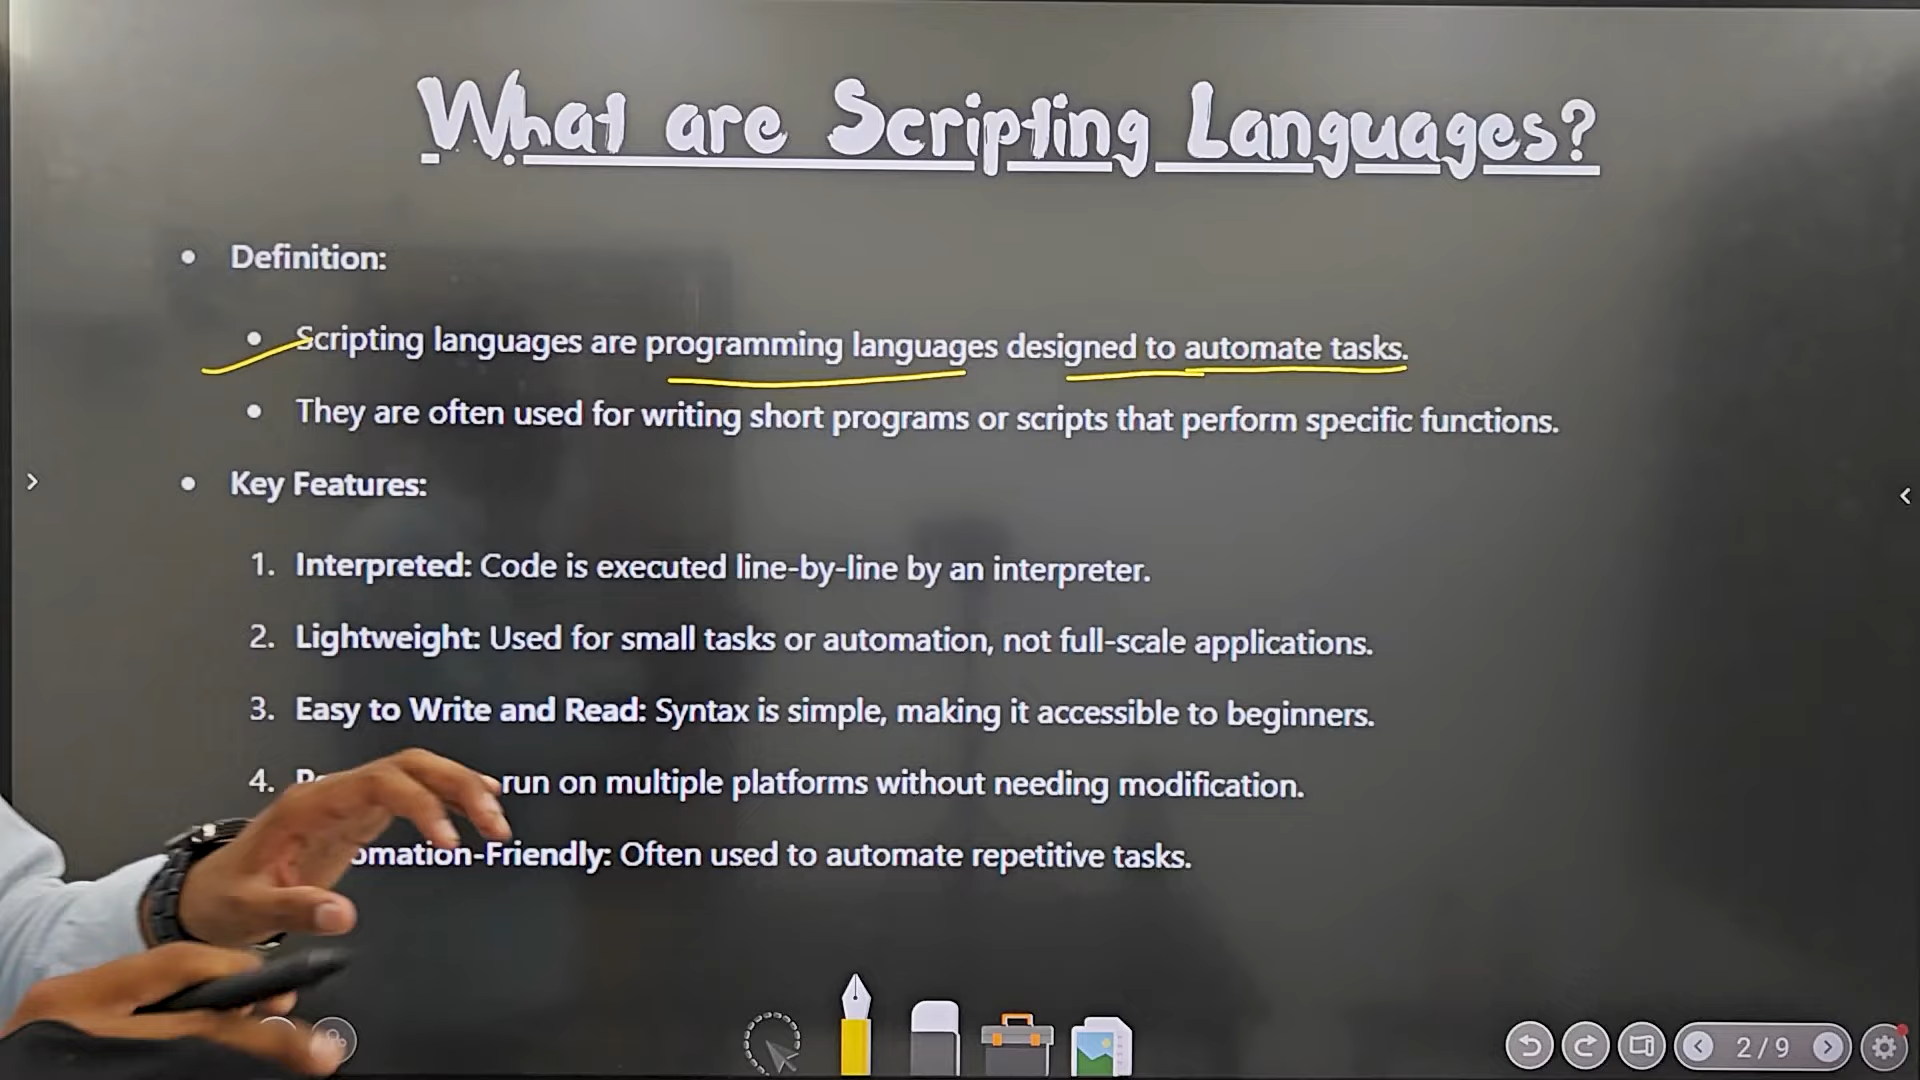 What are Scripting Languages?
Definition:
Scripting languages are programming languages designed to automate tasks.
They are often used for writing short programs or scripts that perform specific functions.
Key Features:
1. Interpreted: Code is executed line-by-line by an interpreter.
2. Lightweight: Used for small tasks or automation, not full-scale applications.
3. Easy to Write and Read: Syntax is simple, making it accessible to beginners.
4. run on multiple platforms without needing modification.
omation-Friendly: Often used to automate repetitive tasks.
2 / 9